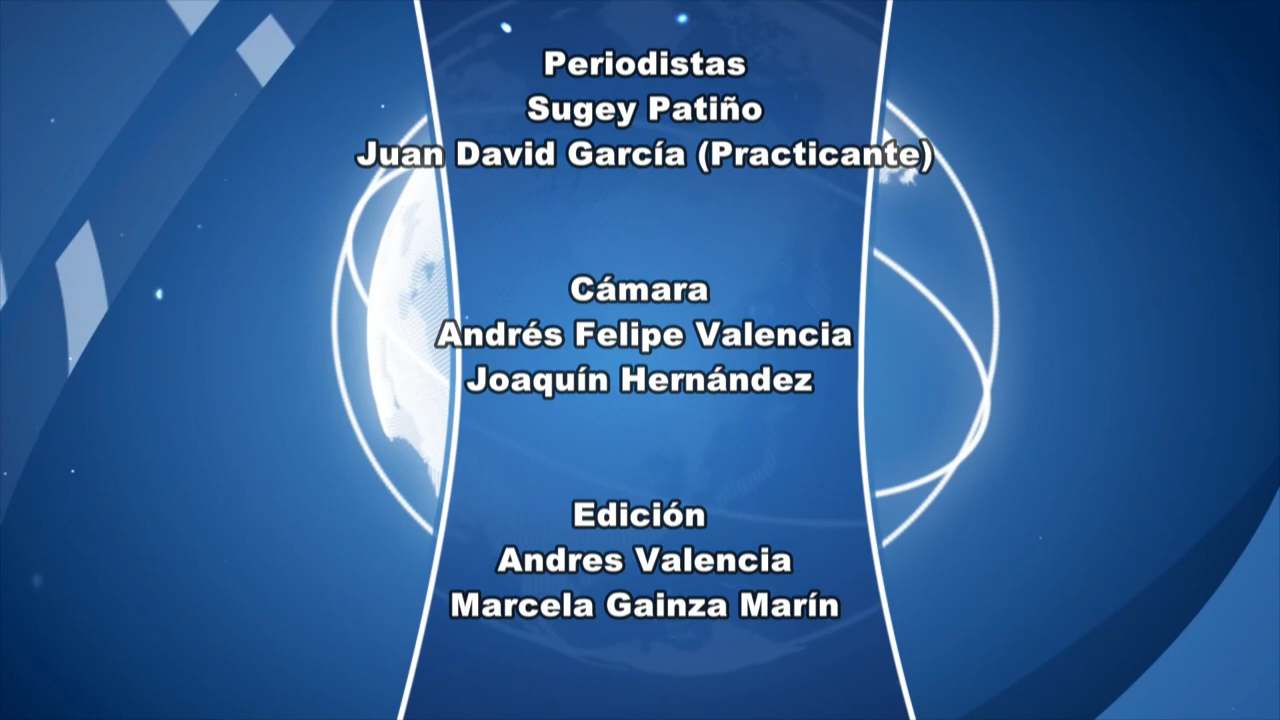 Periodistas
Sugey Patiño
Juan David García (Practicante)
Cámara
Andrés Felipe Valencia
Joaquín Hernández
Edición
Andres Valencia
Marcela Gainza Marín